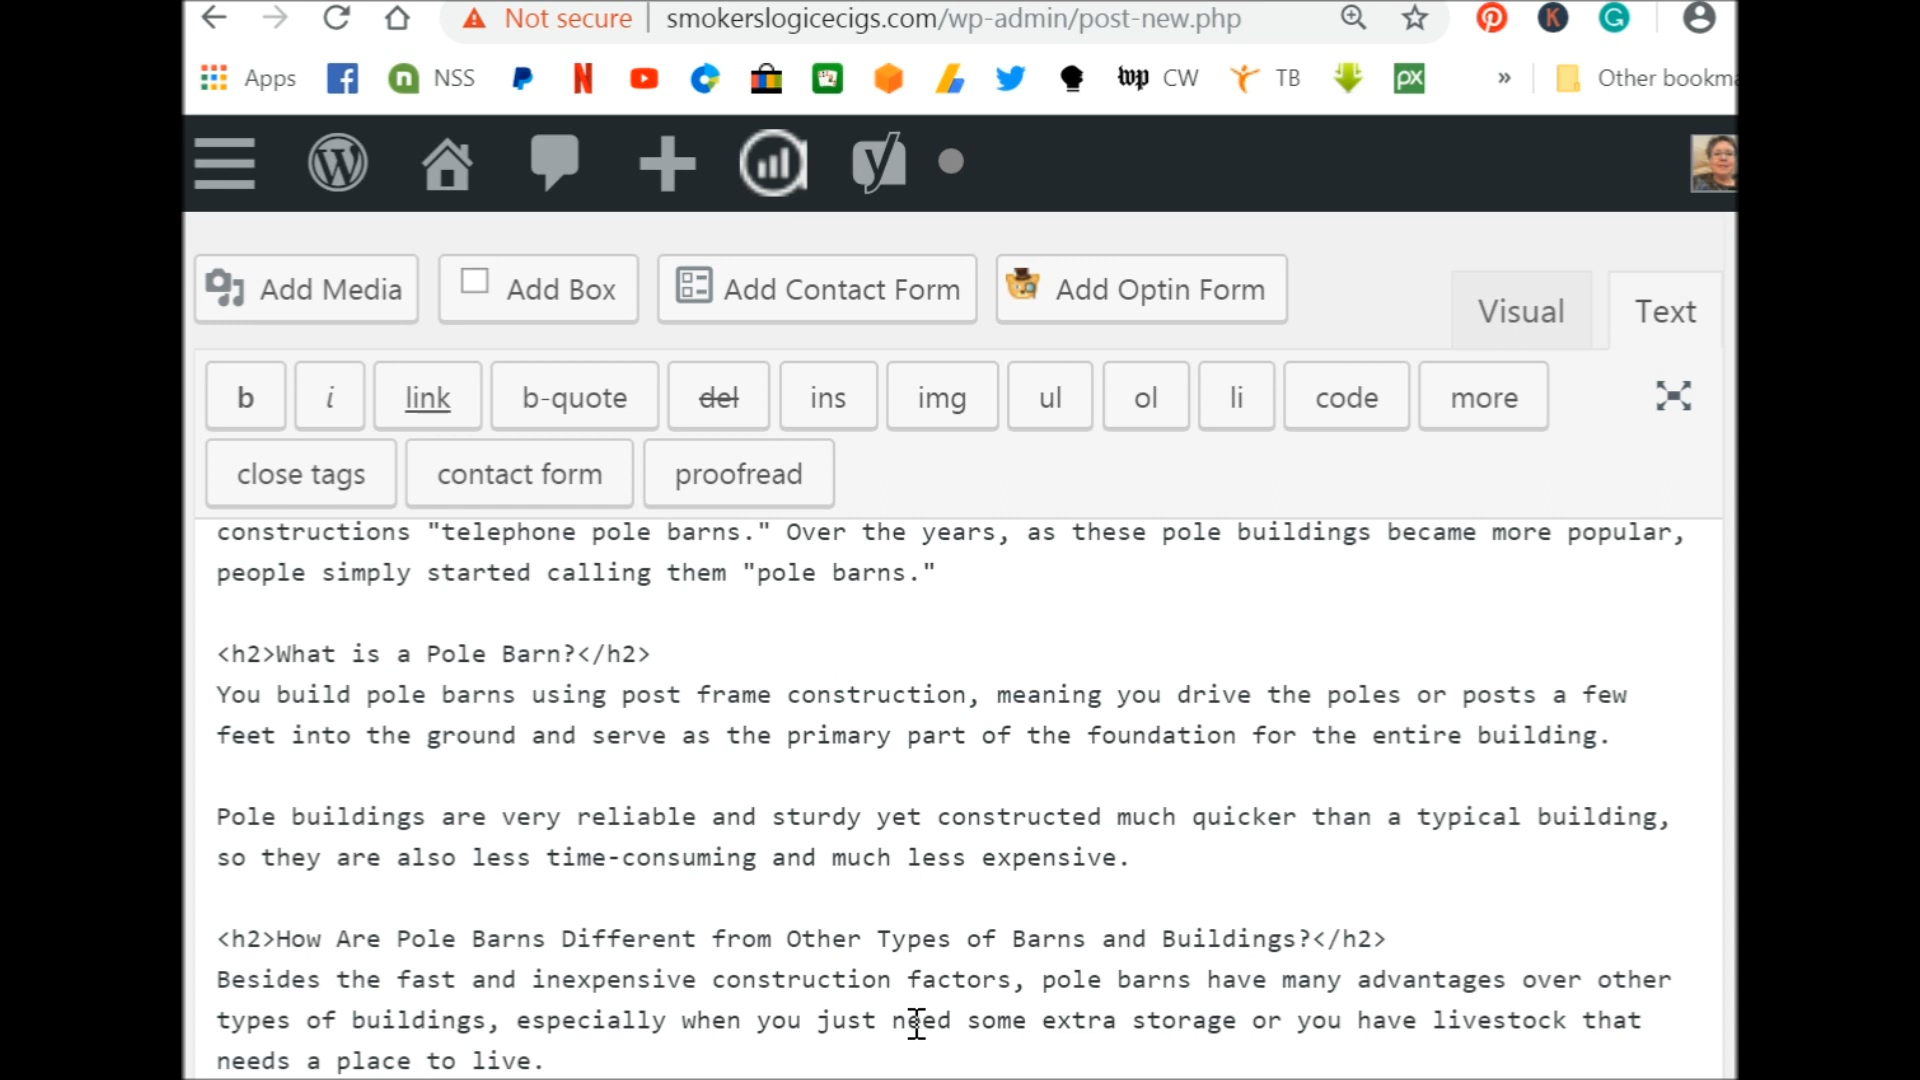 Not secure | smokerslogicecigs.com/wp-admin/post-new.php
Apps NSS CW TB » Other bookma
Add Media Add Box Add Contact Form Add Optin Form Visual Text
b i link b-quote del ins img ul ol li code more
close tags contact form proofread
constructions "telephone pole barns." Over the years, as these pole buildings became more popular,
people simply started calling them "pole barns."
<h2>What is a Pole Barn?</h2>
You build pole barns using post frame construction, meaning you drive the poles or posts a few
feet into the ground and serve as the primary part of the foundation for the entire building.
Pole buildings are very reliable and sturdy yet constructed much quicker than a typical building,
so they are also less time-consuming and much less expensive.
<h2>How Are Pole Barns Different from Other Types of Barns and Buildings?</h2>
Besides the fast and inexpensive construction factors, pole barns have many advantages over other
types of buildings, especially when you just need some extra storage or you have livestock that
needs a place to live.